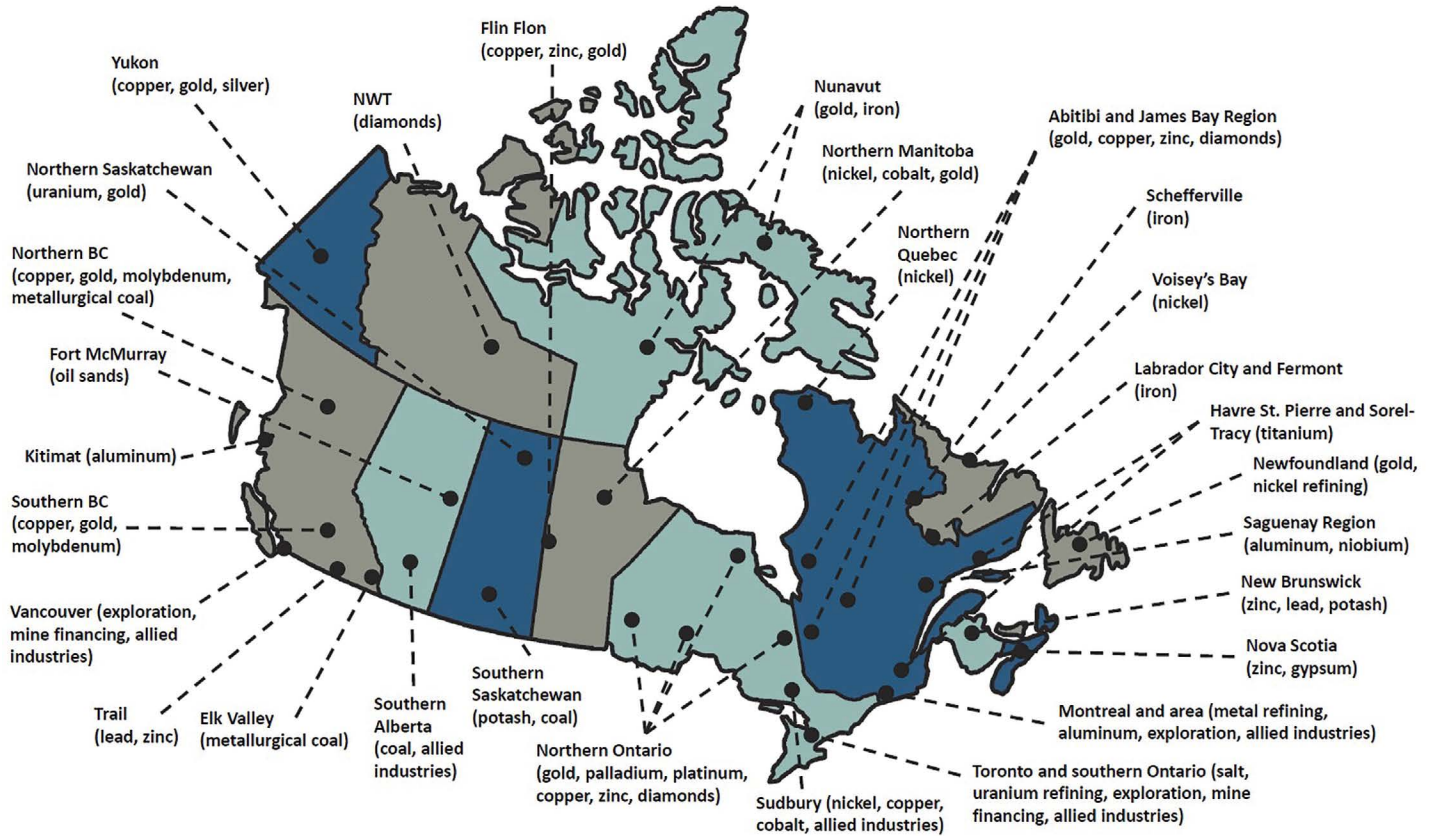 Flin Flon
(copper, zinc, gold)
Yukon
(copper, gold, silver)
NWT
(diamonds)
Nunavut
(gold, iron)
Abitibi and James Bay Region
(gold, copper, zinc, diamonds)
Northern Manitoba
(nickel, cobalt, gold)
Northern Saskatchewan
(uranium, gold)
Schefferville
(iron)
Northern
Quebec
(nickel)
Northern BC
(copper, gold, molybdenum,
metallurgical coal)
Voisey's Bay
(nickel)
Fort McMurray
(oil sands)
Labrador City and Fermont
(iron)
Havre St. Pierre and Sorel-
Tracy (titanium)
Kitimat (aluminum)
Newfoundland (gold,
nickel refining)
Southern BC
(copper, gold,
molybdenum)
Saguenay Region
(aluminum, niobium)
New Brunswick
(zinc, lead, potash)
Vancouver (exploration,
mine financing, allied
industries)
Nova Scotia
(zinc, gypsum)
Trail
(lead, zinc)
Elk Valley
(metallurgical coal)
Southern
Alberta
(coal, allied
industries)
Southern
Saskatchewan
(potash, coal)
Northern Ontario
(gold, palladium, platinum,
copper, zinc, diamonds)
Montreal and area (metal refining,
aluminum, exploration, allied industries)
Sudbury (nickel, copper,
cobalt, allied industries)
Toronto and southern Ontario (salt,
uranium refining, exploration, mine
financing, allied industries)